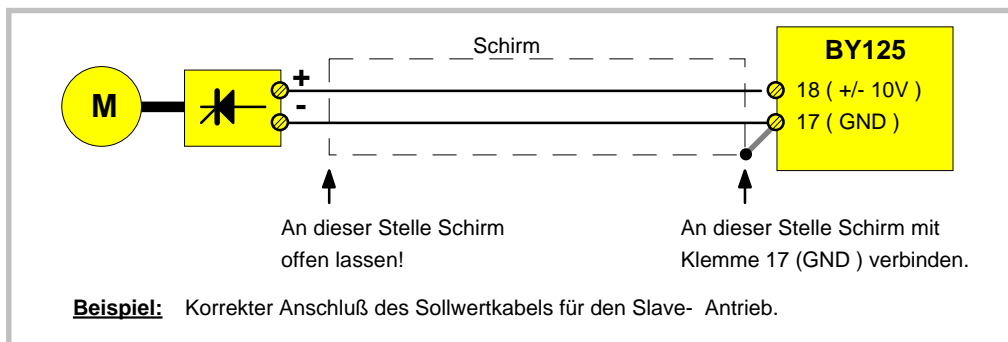 Schirm
BY125
+
-
M
18 ( +/- 10V )
17 ( GND )
An dieser Stelle Schirm
offen lassen!
An dieser Stelle Schirm mit
Klemme 17 (GND ) verbinden.
Beispiel: Korrekter Anschluß des Sollwertkabels für den Slave- Antrieb.